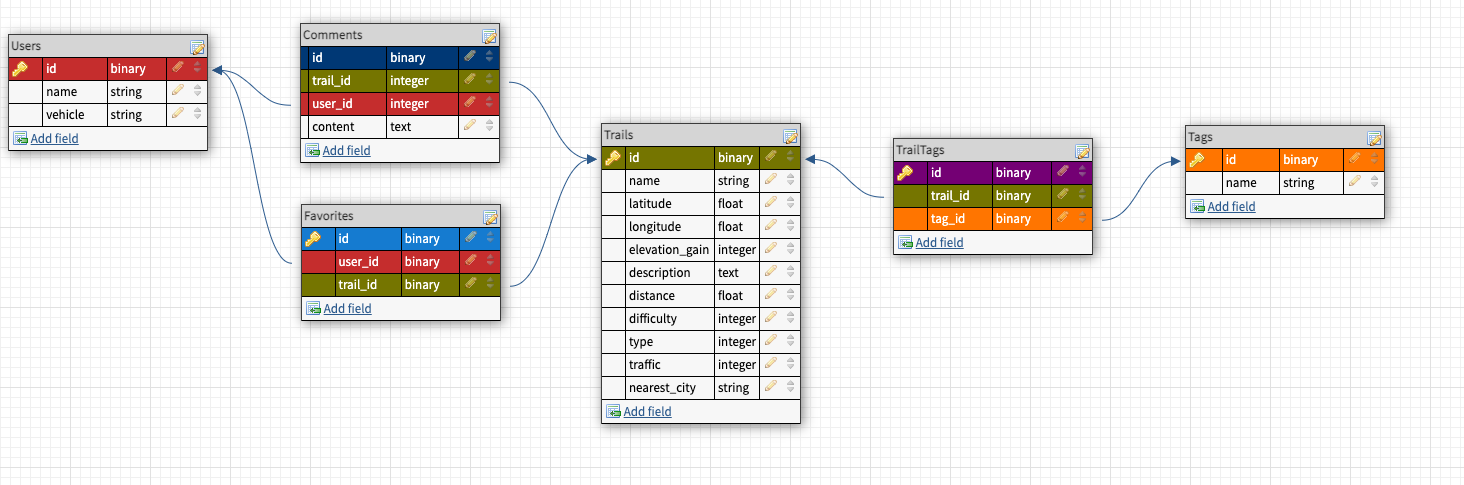 Users
id binary
name string
vehicle string
Add field
Comments
id binary
trail_id integer
user_id integer
content text
Add field
Favorites
id binary
user_id binary
trail_id binary
Add field
Trails
id binary
name string
latitude float
longitude float
elevation_gain integer
description text
distance float
difficulty integer
type integer
traffic integer
nearest_city string
Add field
TrailTags
id binary
trail_id binary
tag_id binary
Add field
Tags
id binary
name string
Add field